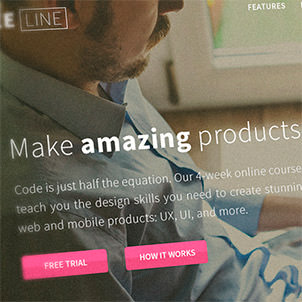 LINE
FEATURES
Make amazing products
Code is just half the equation. Our 4-week online course
teach you the design skills you need to create
web and mobile products: UX, UI, and more.
FREE TRIAL
HOW IT WORKS